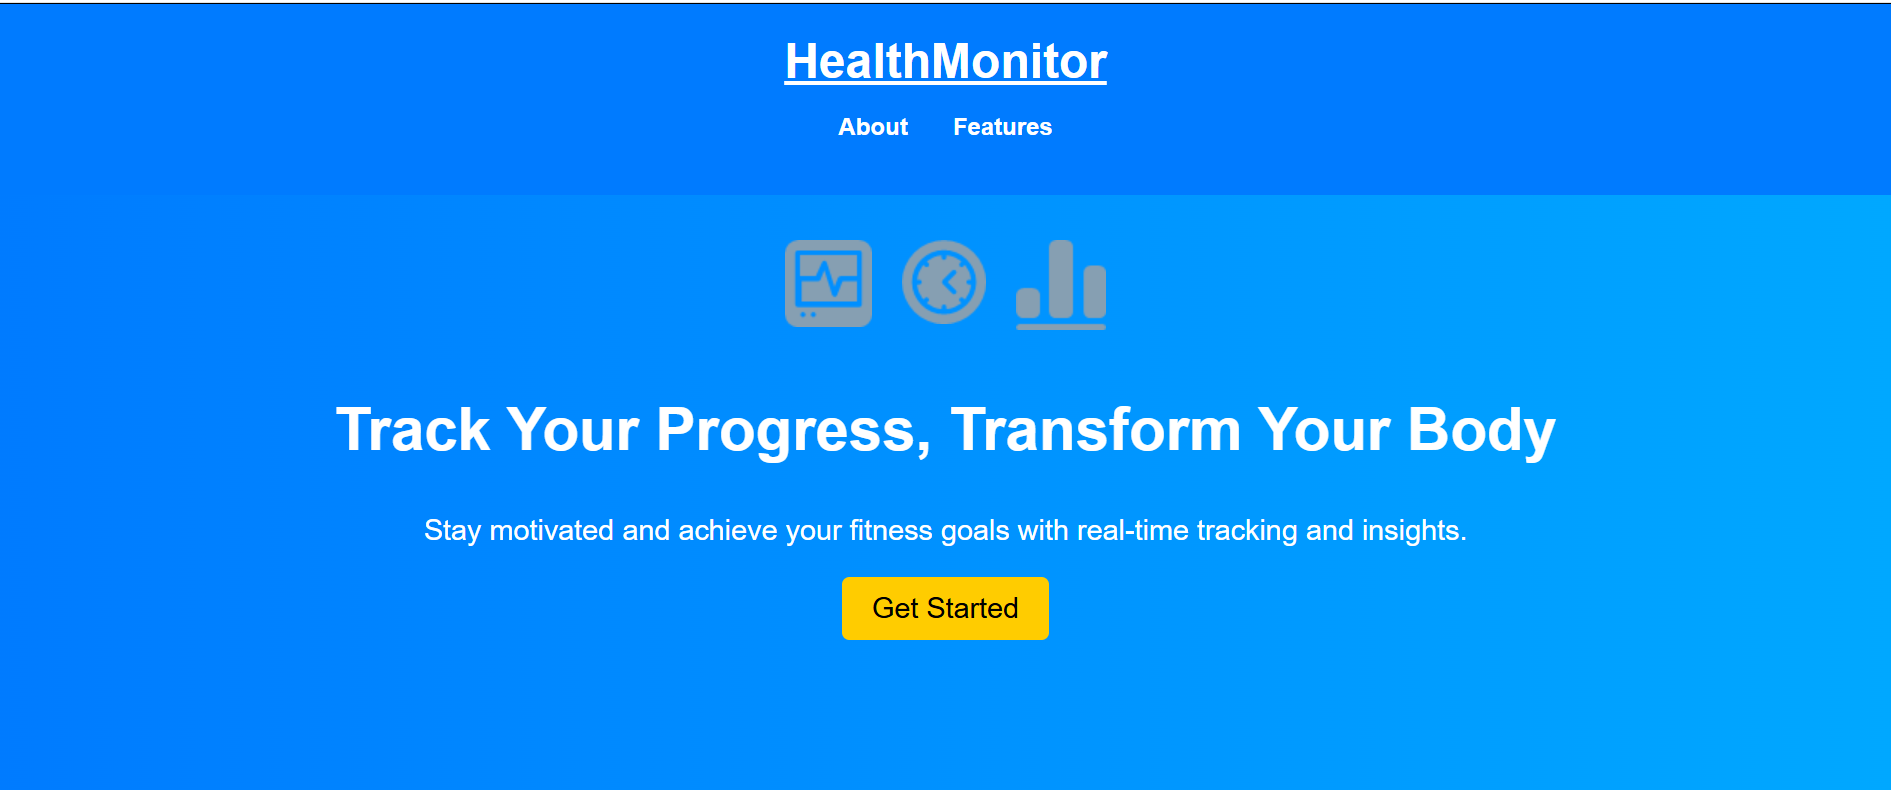 HealthMonitor
About Features
Track Your Progress, Transform Your Body
Stay motivated and achieve your fitness goals with real-time tracking and insights.
Get Started